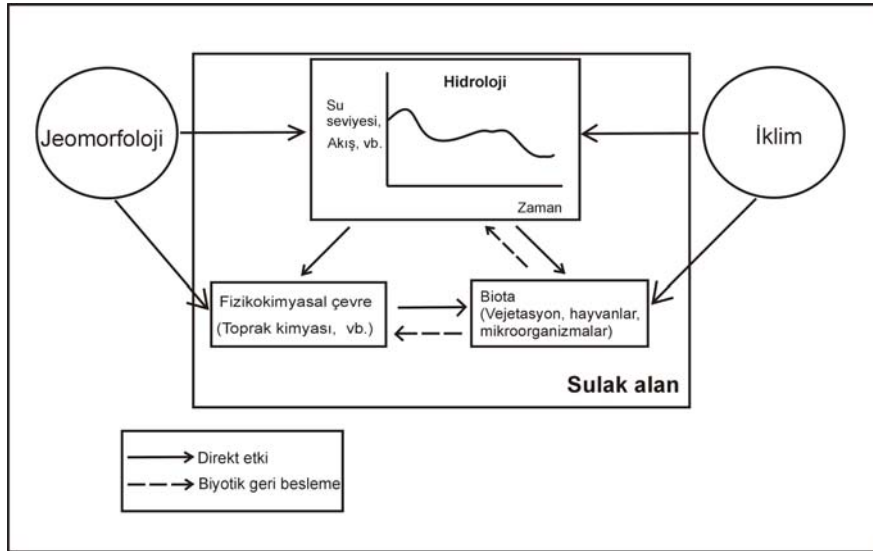 Hidroloji
Su
seviyesi,
Akış, vb.
Zaman
Jeomorfoloji
İklim
Fizikokimyasal çevre
(Toprak kimyası, vb.)
Biota
(Vejetasyon, hayvanlar,
mikroorganizmalar)
Sulak alan
Direkt etki
Biyotik geri besleme